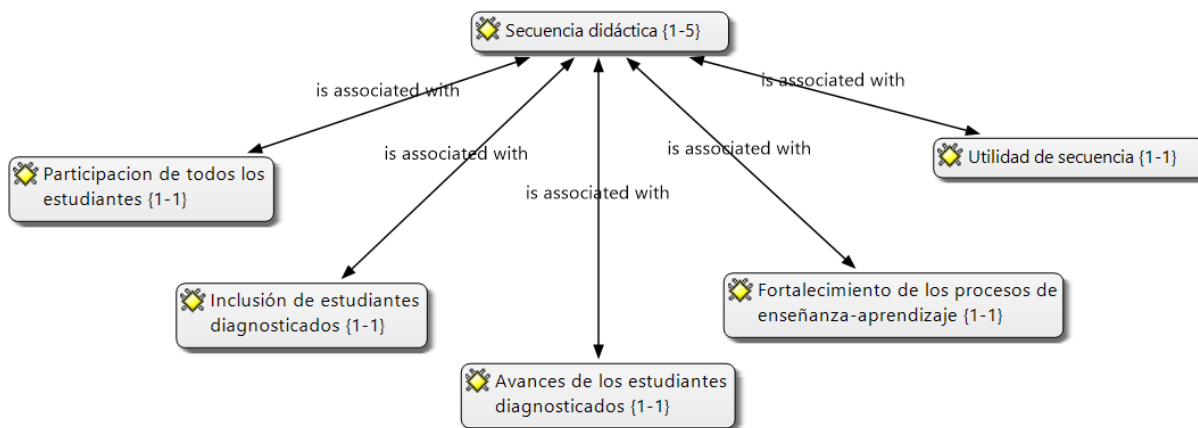 Secuencia didáctica {1-5}
is associated with
is associated with
is associated with
is associated with
is associated with
Participacion de todos los
estudiantes {1-1}
Utilidad de secuencia {1-1}
Inclusión de estudiantes
diagnosticados {1-1}
Fortalecimiento de los procesos de
enseñanza-aprendizaje {1-1}
Avances de los estudiantes
diagnosticados {1-1}